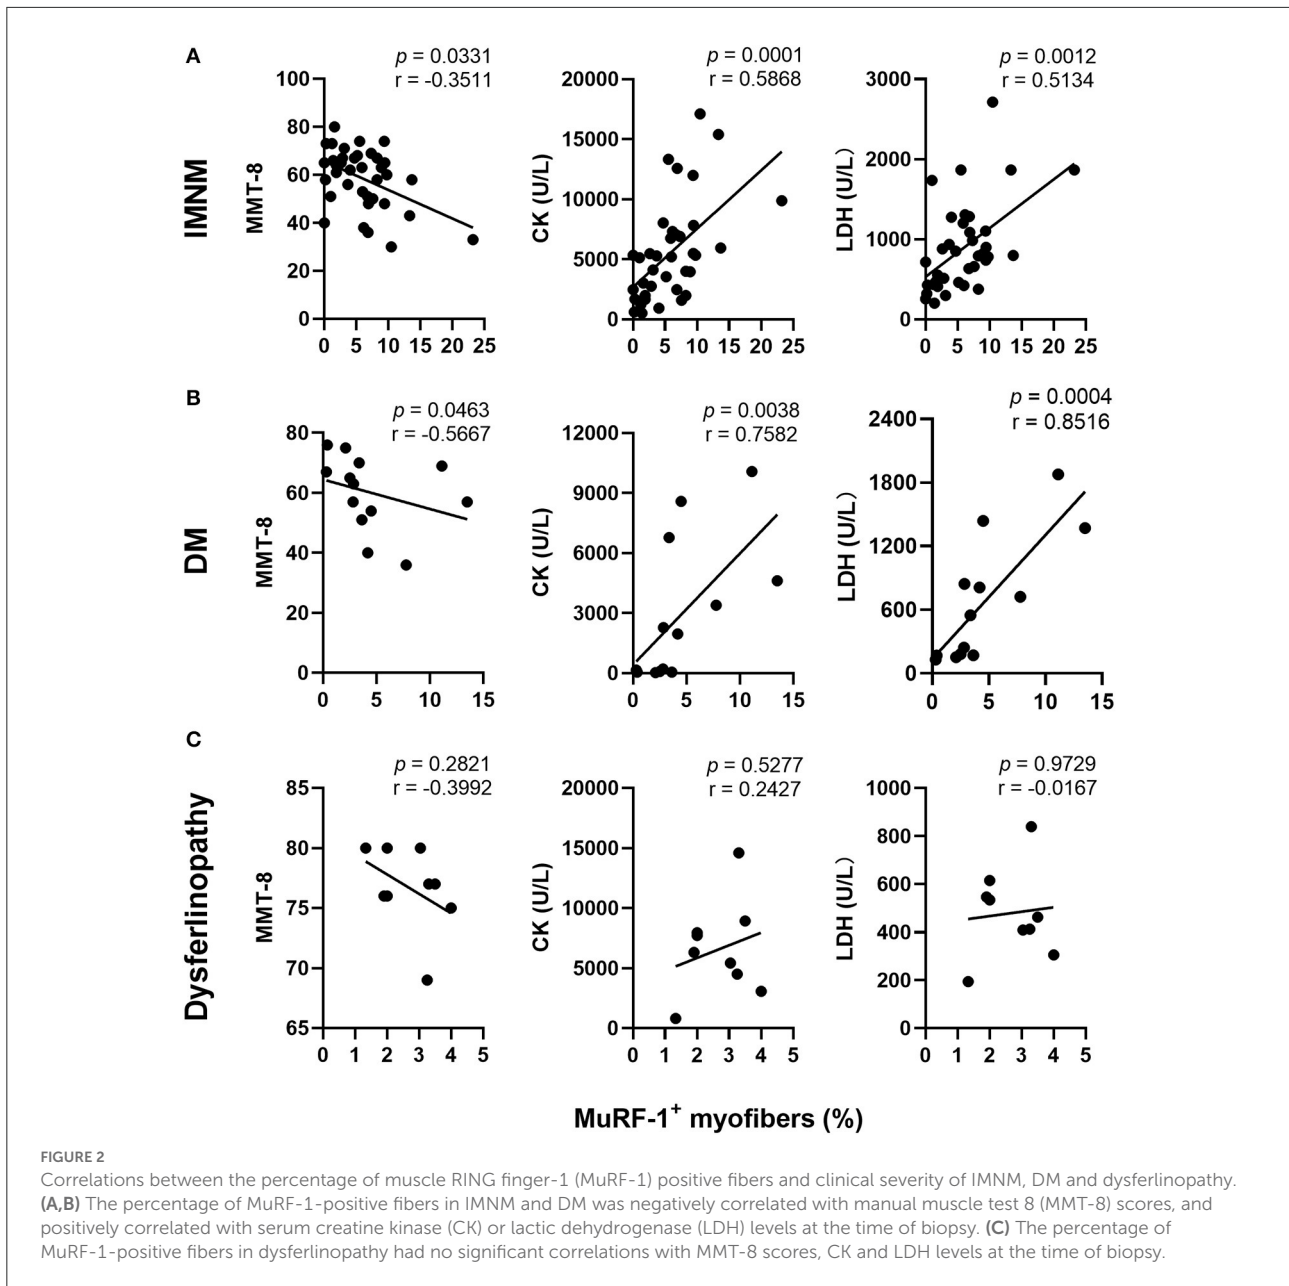 A
p = 0.0331
r = -0.3511
100
80
60
40
20
0
MMT-8
IMNM
0 5 10 15 20 25
p = 0.0001
r = 0.5868
20000
15000
10000
5000
0
CK (U/L)
0 5 10 15 20 25
p = 0.0012
r = 0.5134
3000
2000
1000
0
LDH (U/L)
0 5 10 15 20 25
B
p = 0.0463
r = -0.5667
80
60
40
20
0
MMT-8
DM
0 5 10 15
p = 0.0038
r = 0.7582
12000
9000
6000
3000
0
CK (U/L)
0 5 10 15
p = 0.0004
r = 0.8516
2400
1800
1200
600
0
LDH (U/L)
0 5 10 15
C
p = 0.2821
r = -0.3992
85
80
75
70
65
MMT-8
Dysferlinopathy
0 1 2 3 4 5
p = 0.5277
r = 0.2427
20000
15000
10000
5000
0
CK (U/L)
0 1 2 3 4 5
p = 0.9729
r = -0.0167
1000
800
600
400
200
0
LDH (U/L)
0 1 2 3 4 5
MuRF-1⁺ myofibers (%)
FIGURE 2
Correlations between the percentage of muscle RING finger-1 (MuRF-1) positive fibers and clinical severity of IMNM, DM and dysferlinopathy.
(A,B) The percentage of MuRF-1-positive fibers in IMNM and DM was negatively correlated with manual muscle test 8 (MMT-8) scores, and
positively correlated with serum creatine kinase (CK) or lactic dehydrogenase (LDH) levels at the time of biopsy. (C) The percentage of
MuRF-1-positive fibers in dysferlinopathy had no significant correlations with MMT-8 scores, CK and LDH levels at the time of biopsy.